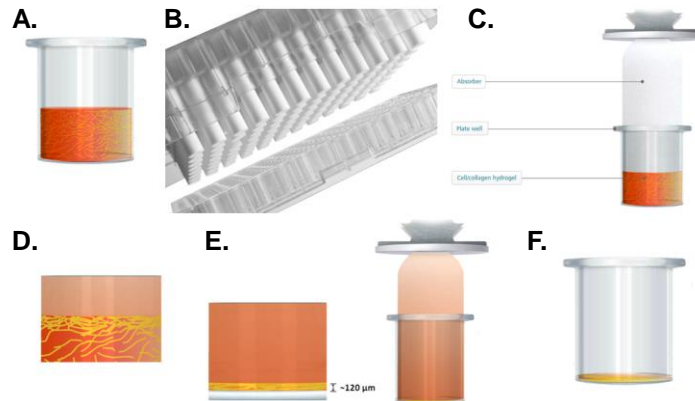 A.
B.
C.
Absorber
Plate well
Cell/collagen hydrogel
D.
E.
F.
~120 µm